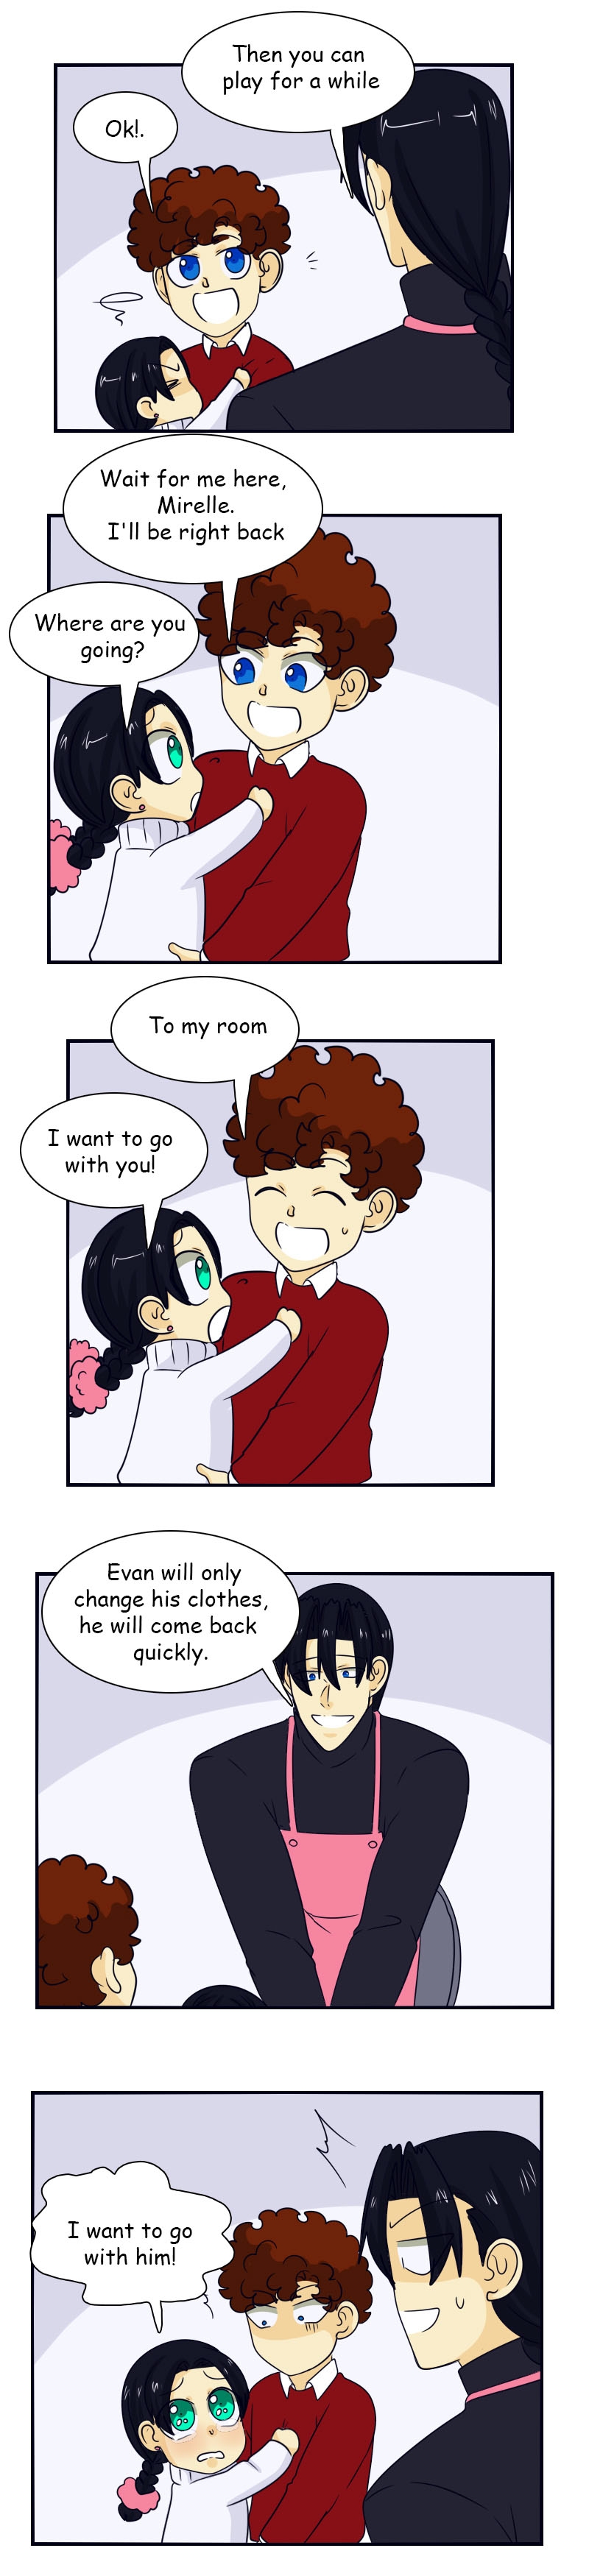 Then you can
play for a while
Ok!.
Wait for me here,
Mirelle.
I'll be right back
Where are you
going?
To my room
I want to go
with you!
Evan will only
change his clothes,
he will come back
quickly.
I want to go
with him!